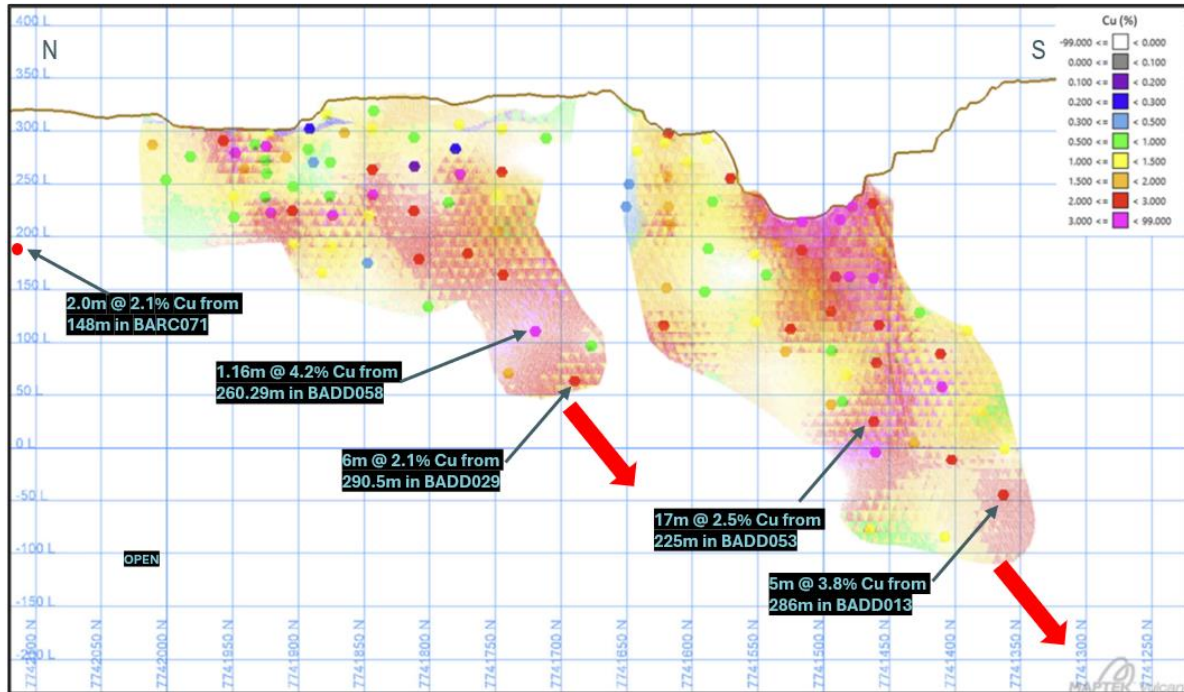 400 L
N
S
Cu (%)
-99.000 <= < 0.000
0.000 <= < 0.100
0.100 <= < 0.200
0.200 <= < 0.300
0.300 <= < 0.500
0.500 <= < 1.000
1.000 <= < 1.500
1.500 <= < 2.000
2.000 <= < 3.000
3.000 <= < 99.000
350 L
300 L
250 L
200 L
2.0m @ 2.1% Cu from
148m in BARC071
150 L
100 L
1.16m @ 4.2% Cu from
260.29m in BADD058
50 L
0 L
6m @ 2.1% Cu from
290.5m in BADD029
-50 L
17m @ 2.5% Cu from
225m in BADD053
-100 L
OPEN
5m @ 3.8% Cu from
286m in BADD013
-150 L
-200 L
7742100 N
7742050 N
7742000 N
7741950 N
7741900 N
7741850 N
7741800 N
7741750 N
7741700 N
7741650 N
7741600 N
7741550 N
7741500 N
7741450 N
7741400 N
7741350 N
7741300 N
7741250 N
MAPTEK Vulcan